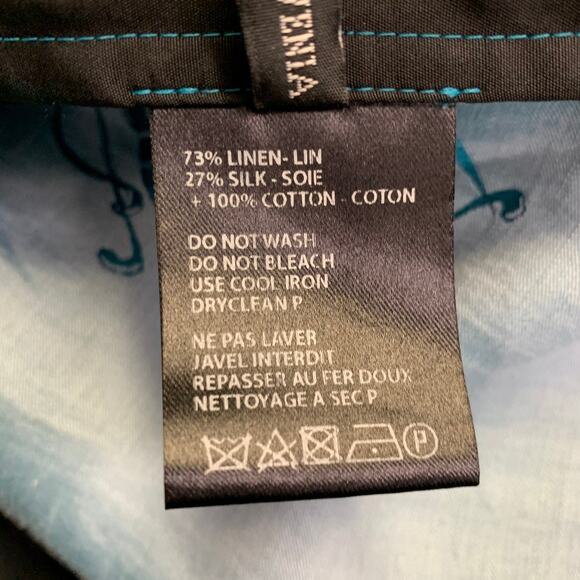 73% LINEN- LIN
27% SILK - SOIE
+ 100% COTTON - COTON
DO NOT WASH
DO NOT BLEACH
USE COOL IRON
DRYCLEAN P
NE PAS LAVER
JAVEL INTERDIT
REPASSER AU FER DOUX
NETTOYAGE A SEC P
P